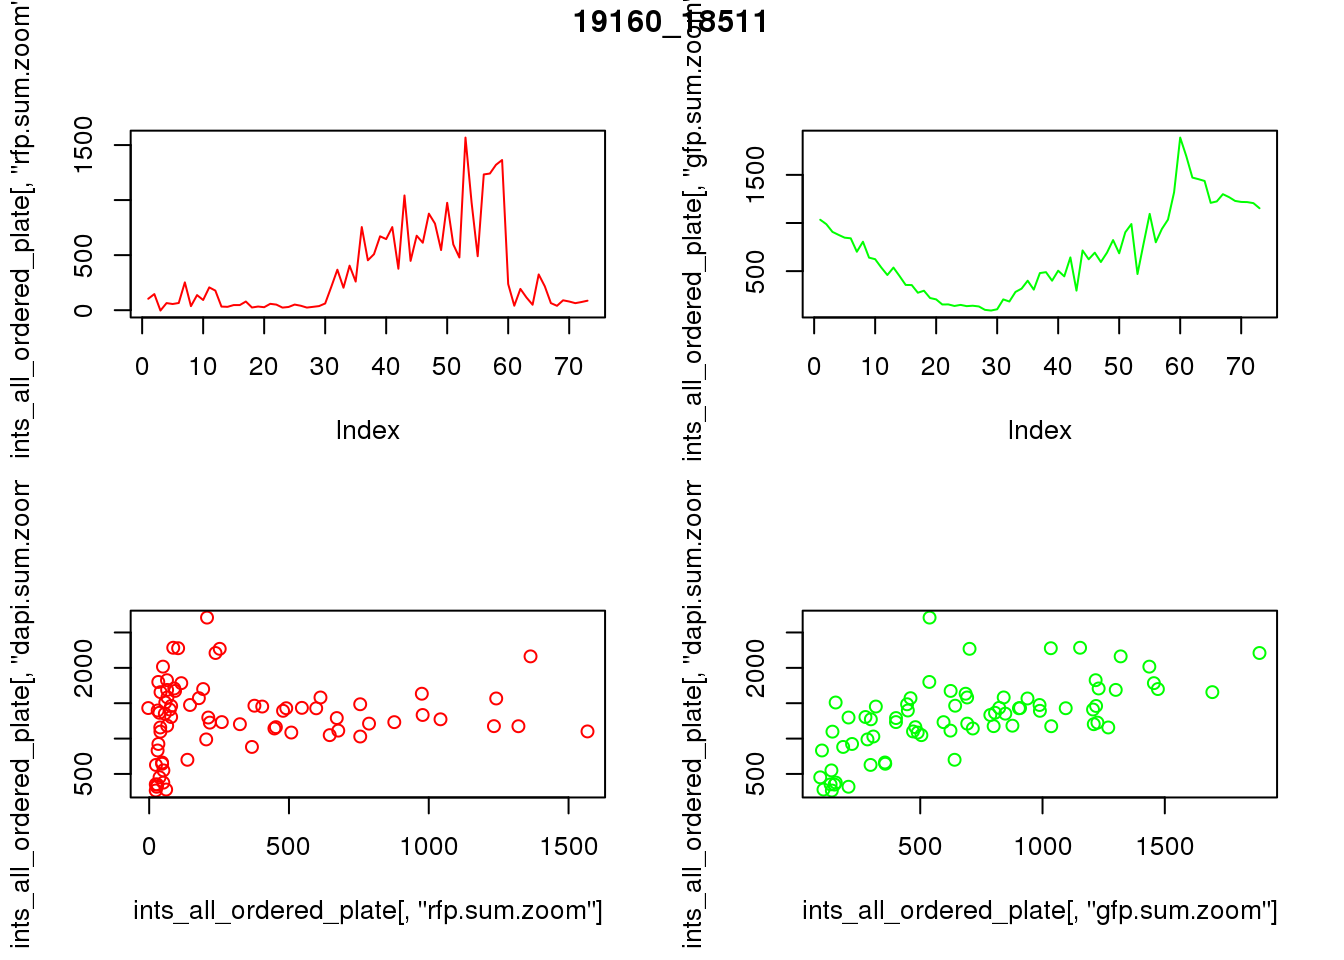 19160_18511
ints_all_ordered_plate[, "rfp.sum.zoom"
0 500 1500
0 10 20 30 40 50 60 70
Index
ints_all_ordered_plate[, "gfp.sum.zoom"
500 1500
0 10 20 30 40 50 60 70
Index
ints_all_ordered_plate[, "dapi.sum.zoom
500 2000
0 500 1000 1500
ints_all_ordered_plate[, "rfp.sum.zoom"]
ints_all_ordered_plate[, "dapi.sum.zoom
500 2000
500 1000 1500
ints_all_ordered_plate[, "gfp.sum.zoom"]